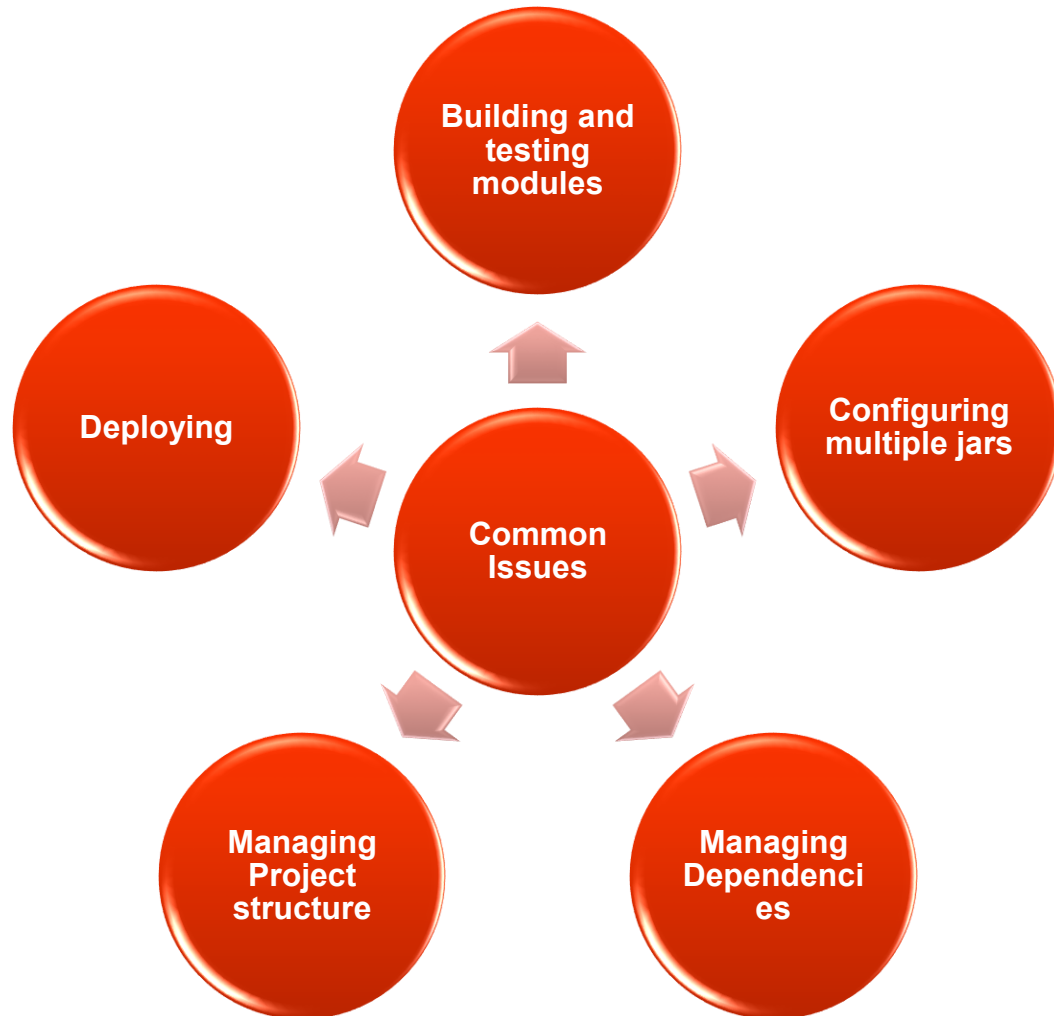 Building and
testing
modules
Deploying
Configuring
multiple jars
Common
Issues
Managing
Project
structure
Managing
Dependenci
es